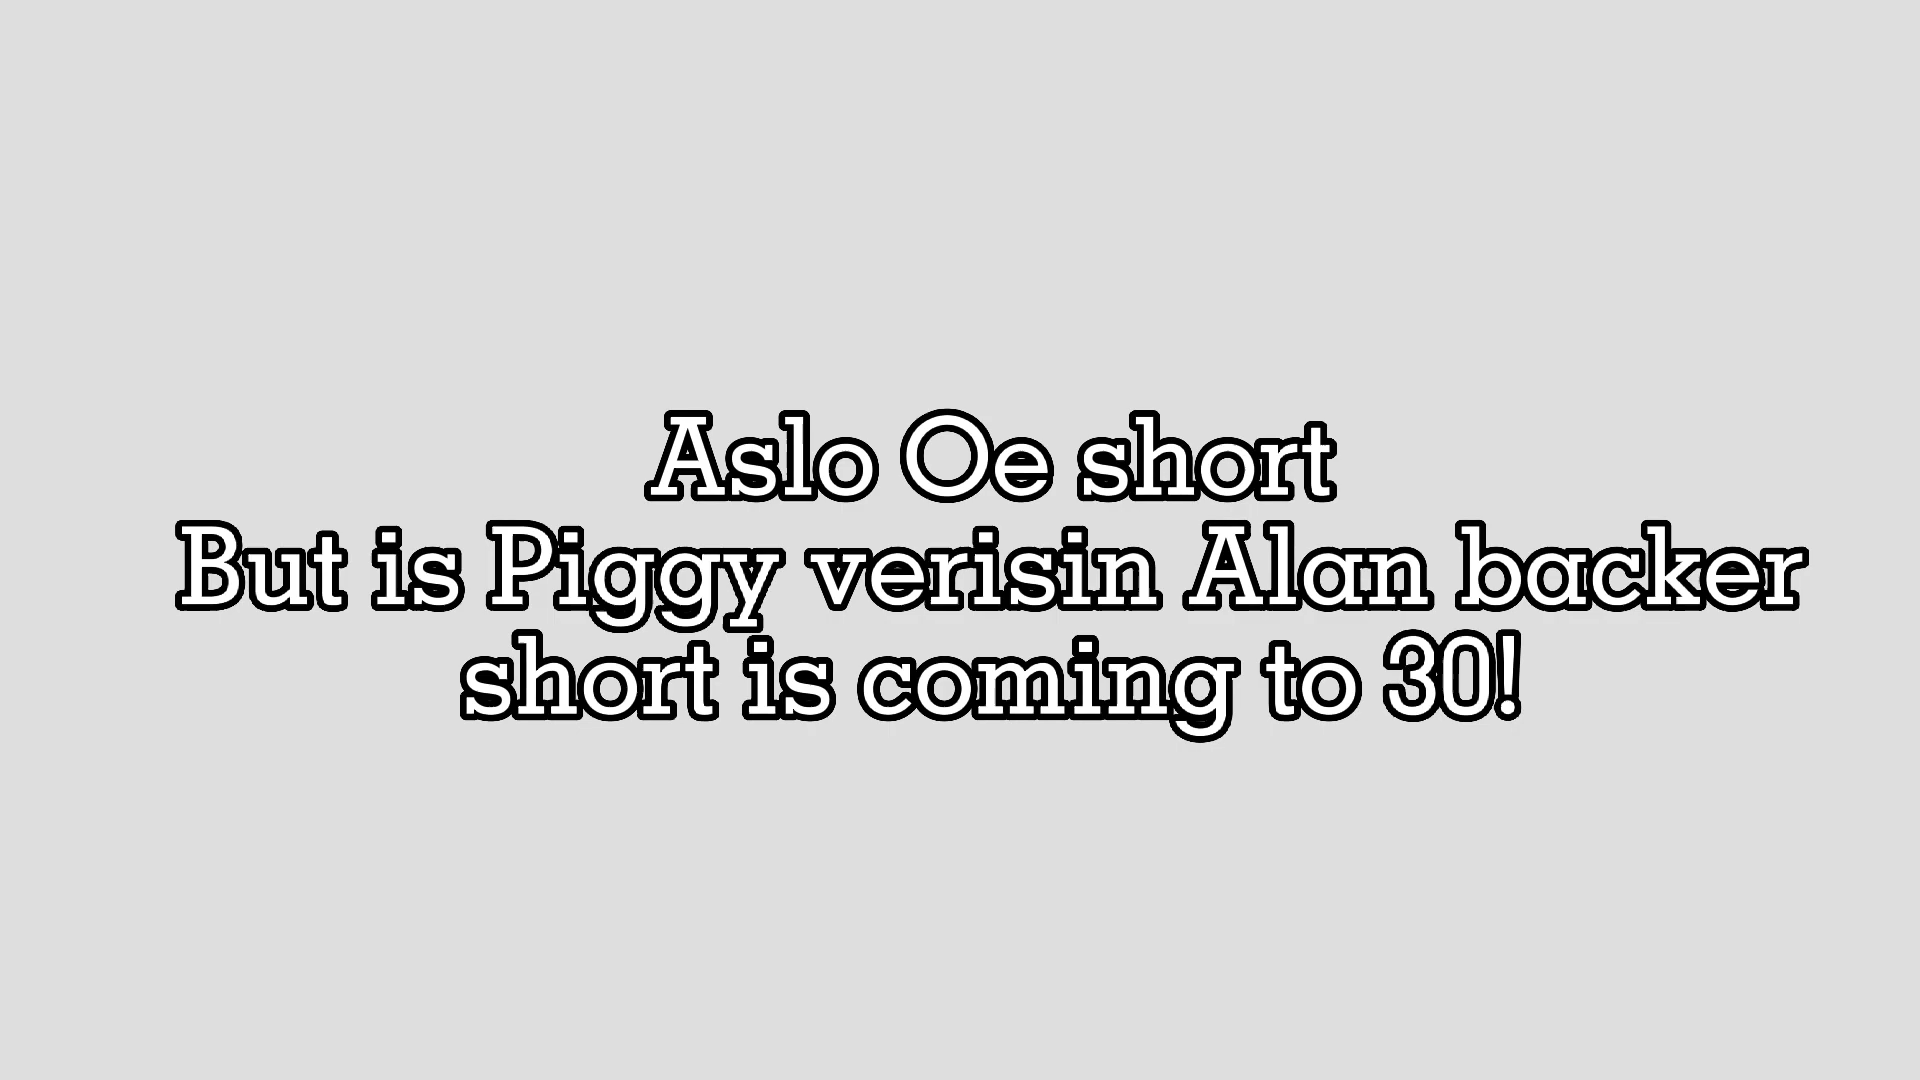 Aslo Oe short
But is Piggy verisin Alan backer
short is coming to 30!